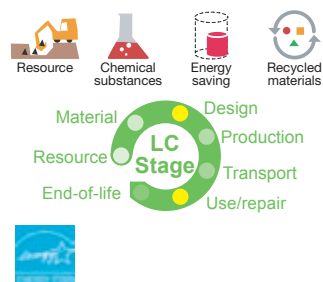 Resource
Chemical
substances
Energy
saving
Recycled
materials
Design
Material
Production
LC
Stage
Resource
Transport
End-of-life
Use/repair